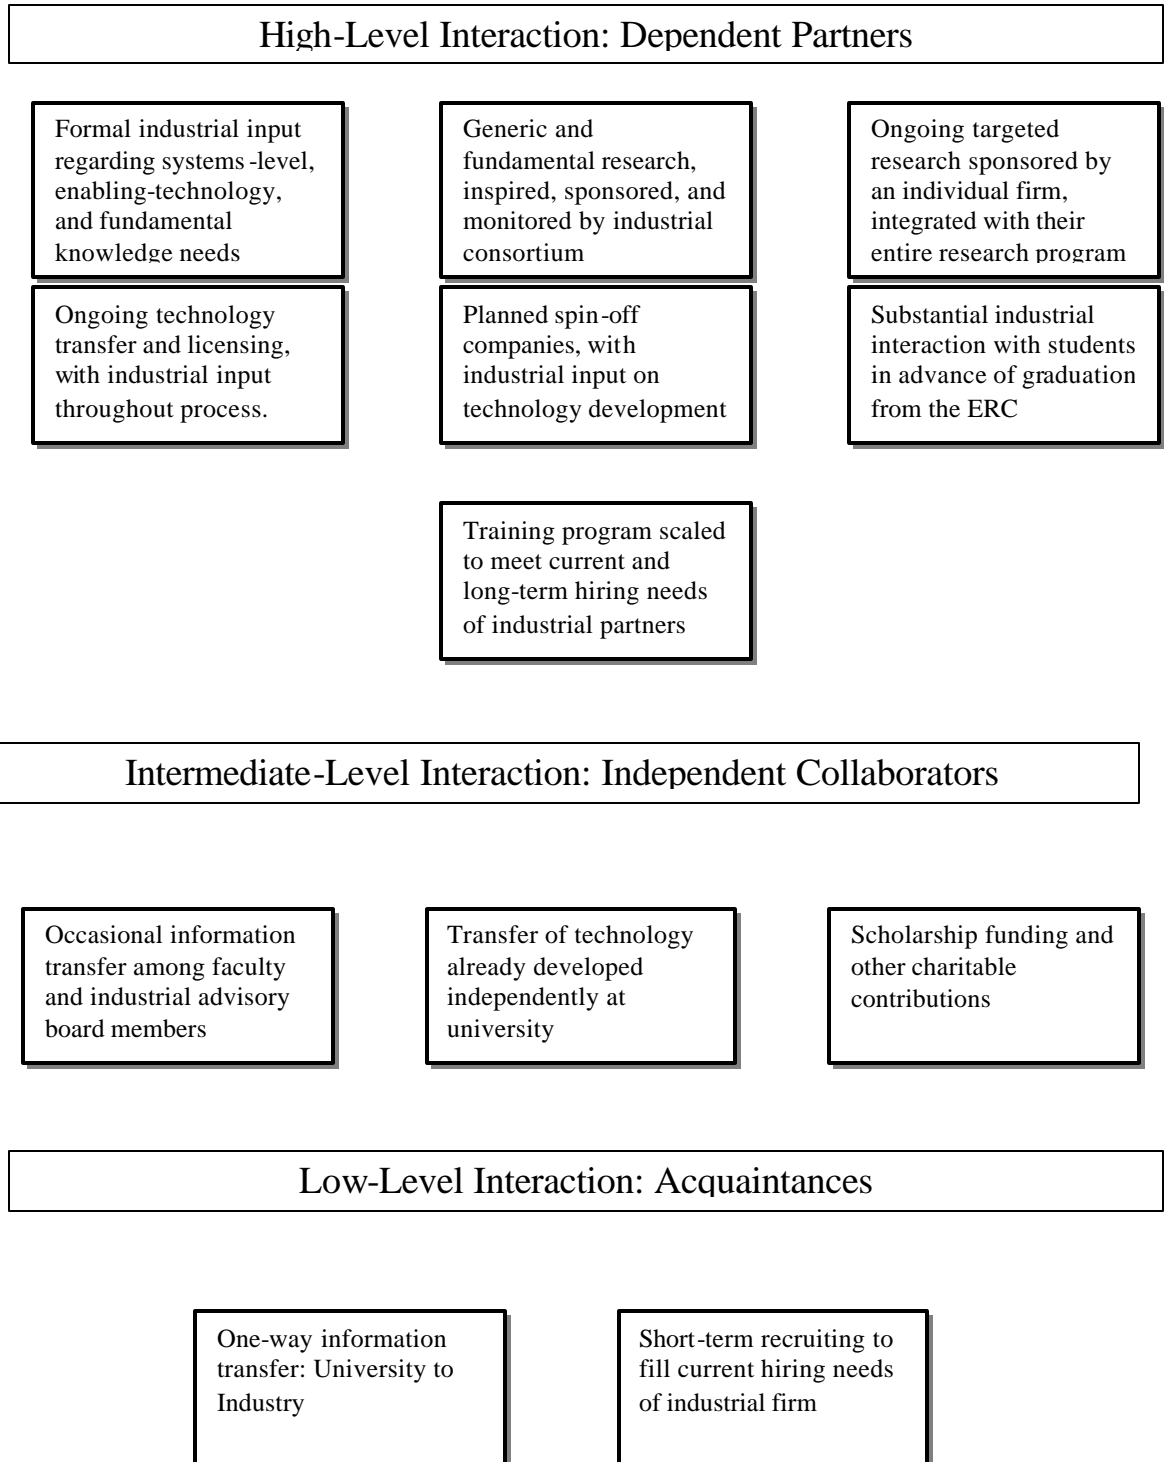 High-Level Interaction: Dependent Partners
Formal industrial input
regarding systems-level,
enabling-technology,
and fundamental
knowledge needs
Generic and
fundamental research,
inspired, sponsored, and
monitored by industrial
consortium
Ongoing targeted
research sponsored by
an individual firm,
integrated with their
entire research program
Ongoing technology
transfer and licensing,
with industrial input
throughout process.
Planned spin-off
companies, with
industrial input on
technology development
Substantial industrial
interaction with students
in advance of graduation
from the ERC
Training program scaled
to meet current and
long-term hiring needs
of industrial partners
Intermediate-Level Interaction: Independent Collaborators
Occasional information
transfer among faculty
and industrial advisory
board members
Transfer of technology
already developed
independently at
university
Scholarship funding and
other charitable
contributions
Low-Level Interaction: Acquaintances
One-way information
transfer: University to
Industry
Short-term recruiting to
fill current hiring needs
of industrial firm